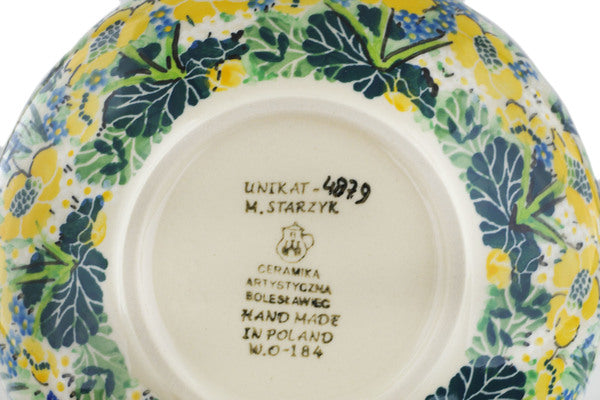 UNIKAT-4879
M.STARZYK
CERAMIKA
ARTYSTYCZNA
BOLESŁAWIEC
HAND MADE
IN POLAND
W.O-184